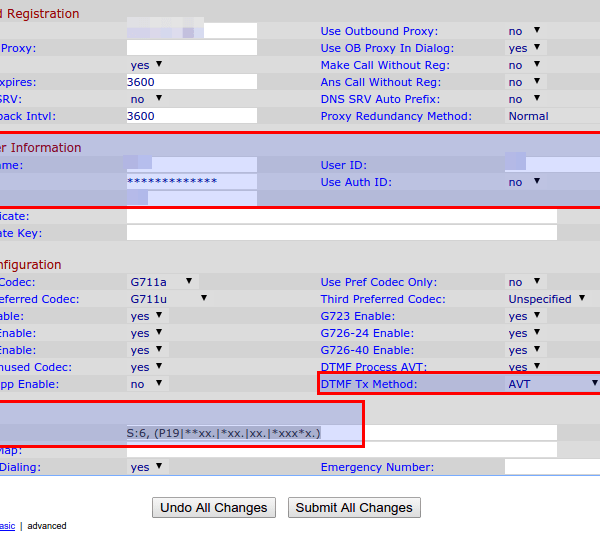 d Registration
Use Outbound Proxy: no
Proxy: Use OB Proxy In Dialog: yes
yes Make Call Without Reg: no
xpires: 3600 Ans Call Without Reg: no
SRV: no DNS SRV Auto Prefix: no
back Intvl: 3600 Proxy Redundancy Method: Normal
er Information
ame: User ID:
************* Use Auth ID: no
icate:
ate Key:
nfiguration
Codec: G711a Use Pref Codec Only: no
eferred Codec: G711u Third Preferred Codec: Unspecified
able: yes G723 Enable: yes
Enable: yes G726-24 Enable: yes
Enable: yes G726-40 Enable: yes
nused Codec: yes DTMF Process AVT: yes
pp Enable: no DTMF Tx Method: AVT
S:6, (P19|**xx.|*xx.|xx.|*xxx*x.)
Map:
Dialing: yes Emergency Number:
Undo All Changes Submit All Changes
asic | advanced